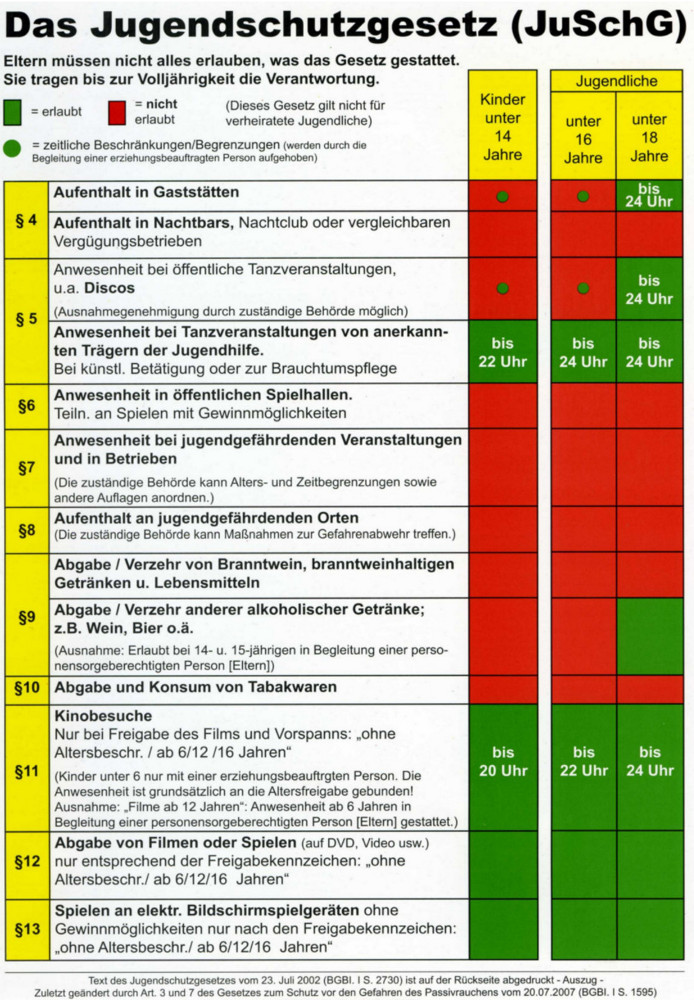 Das Jugendschutzgesetz (JuSchG)
Eltern müssen nicht alles erlauben, was das Gesetz gestattet.
Sie tragen bis zur Volljährigkeit die Verantwortung.
= erlaubt
= nicht
erlaubt
(Dieses Gesetz gilt nicht für
verheiratete Jugendliche)
= zeitliche Beschränkungen/Begrenzungen (werden durch die
Begleitung einer erziehungsbeauftragten Person aufgehoben)
Kinder
unter
14
Jahre
Jugendliche
unter
16
Jahre
unter
18
Jahre
§ 4
Aufenthalt in Gaststätten
bis
24 Uhr
Aufenthalt in Nachtbars, Nachtclub oder vergleichbaren
Vergügungsbetrieben
§ 5
Anwesenheit bei öffentliche Tanzveranstaltungen,
u.a. Discos
(Ausnahmegenehmigung durch zuständige Behörde möglich)
bis
24 Uhr
Anwesenheit bei Tanzveranstaltungen von anerkann-
ten Trägern der Jugendhilfe.
Bei künstl. Betätigung oder zur Brauchtumspflege
bis
22 Uhr
bis
24 Uhr
bis
24 Uhr
§6
Anwesenheit in öffentlichen Spielhallen.
Teiln. an Spielen mit Gewinnmöglichkeiten
§7
Anwesenheit bei jugendgefährdenden Veranstaltungen
und in Betrieben
(Die zuständige Behörde kann Alters- und Zeitbegrenzungen sowie
andere Auflagen anordnen.)
§8
Aufenthalt an jugendgefährdenden Orten
(Die zuständige Behörde kann Maßnahmen zur Gefahrenabwehr treffen.)
§9
Abgabe / Verzehr von Branntwein, branntweinhaltigen
Getränken u. Lebensmitteln
Abgabe / Verzehr anderer alkoholischer Getränke;
z.B. Wein, Bier o.ä.
(Ausnahme: Erlaubt bei 14- u. 15-jährigen in Begleitung einer perso-
nensorgeberechtigten Person [Eltern])
§10
Abgabe und Konsum von Tabakwaren
§11
Kinobesuche
Nur bei Freigabe des Films und Vorspanns: „ohne
Altersbeschr. / ab 6/12 /16 Jahren“
(Kinder unter 6 nur mit einer erziehungsbeauftrgten Person. Die
Anwesenheit ist grundsätzlich an die Altersfreigabe gebunden!
Ausnahme: „Filme ab 12 Jahren“: Anwesenheit ab 6 Jahren in
Begleitung einer personensorgeberechtigten Person [Eltern] gestattet.)
bis
20 Uhr
bis
22 Uhr
bis
24 Uhr
§12
Abgabe von Filmen oder Spielen (auf DVD, Video usw.)
nur entsprechend der Freigabekennzeichen: „ohne
Altersbeschr./ ab 6/12/16 Jahren“
§13
Spielen an elektr. Bildschirmspielgeräten ohne
Gewinnmöglichkeiten nur nach den Freigabekennzeichen:
„ohne Altersbeschr./ ab 6/12/16 Jahren“
Text des Jugendschutzgesetzes vom 23. Juli 2002 (BGBl. I S. 2730) ist auf der Rückseite abgedruckt - Auszug -
Zuletzt geändert durch Art. 3 und 7 des Gesetzes zum Schutz vor den Gefahren des Passivrauchens vom 20.07.2007 (BGBl. I S. 1595)